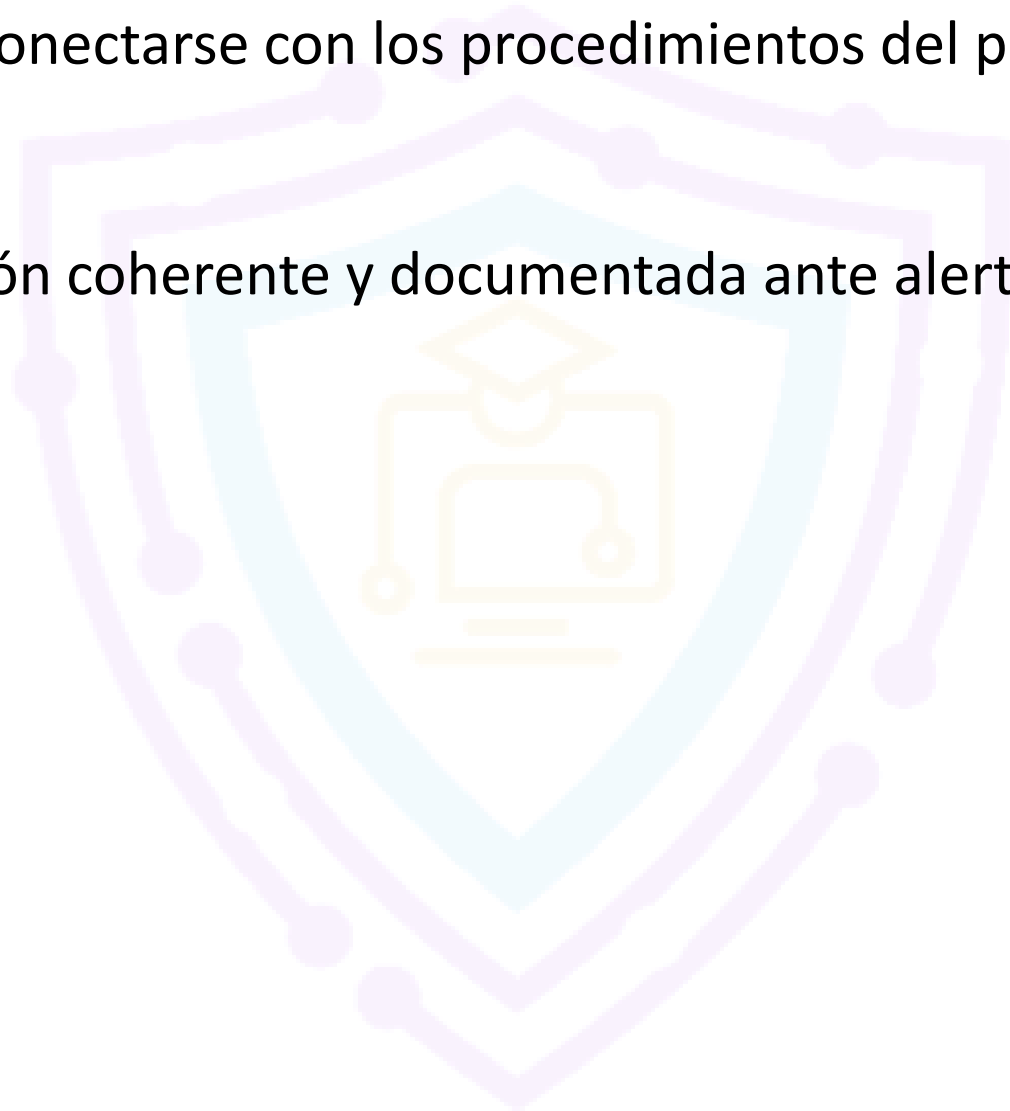 onectarse con los procedimientos del p
ón coherente y documentada ante alert